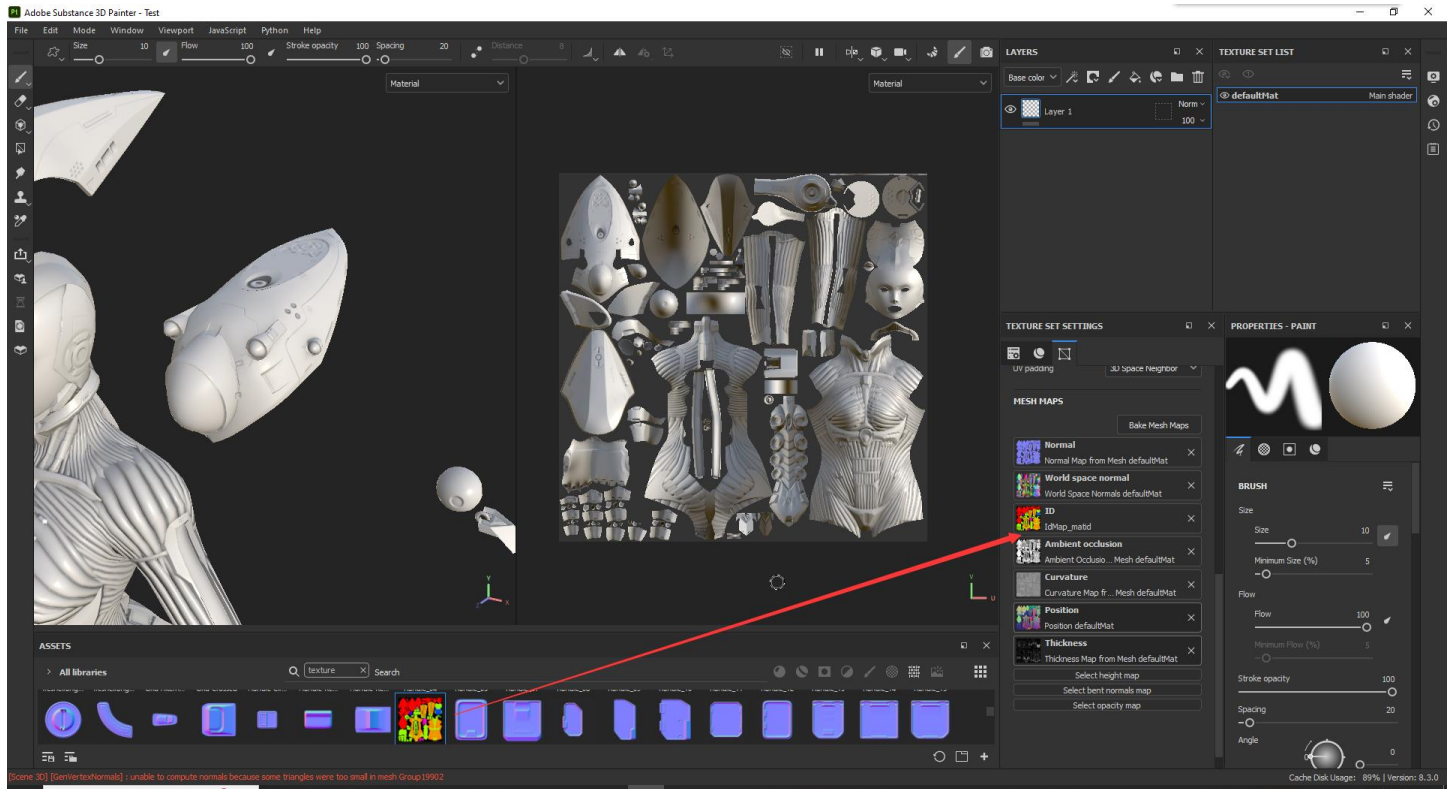 Pt Adobe Substance 3D Painter - Test
File Edit Mode Window Viewport JavaScript Python Help
Size 10 Flow 100 Stroke opacity 100 Spacing 20 Distance 8
Material
Material
LAYERS
Base color
Layer 1
Norm
100
TEXTURE SET LIST
defaultMat Main shader
TEXTURE SET SETTINGS
UV padding 3D Space Neighbor
MESH MAPS
Bake Mesh Maps
Normal
Normal Map from Mesh defaultMat
World space normal
World Space Normals defaultMat
ID
IdMap_matid
Ambient occlusion
Ambient Occlusio... Mesh defaultMat
Curvature
Curvature Map fr... Mesh defaultMat
Position
Position defaultMat
Thickness
Thickness Map from Mesh defaultMat
Select height map
Select bent normals map
Select opacity map
PROPERTIES - PAINT
BRUSH
Size
Size 10
Minimum Size (%) 5
Flow
Flow 100
Minimum Flow (%) 5
Stroke opacity 100
Spacing 20
Angle
0
Y
X
Z
V
U
ASSETS
All libraries
texture
Search
[Scene 3D] [GenVertexNormals] : unable to compute normals because some triangles were too small in mesh Group19902
Cache Disk Usage: 89% | Version: 8.3.0